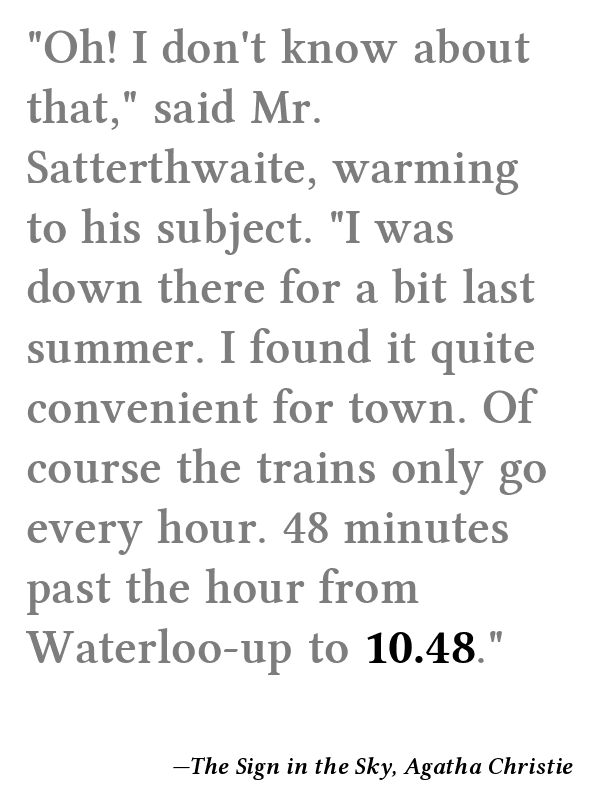 "Oh! I don't know about
that," said Mr.
Satterthwaite, warming
to his subject. "I was
down there for a bit last
summer. I found it quite
convenient for town. Of
course the trains only go
every hour. 48 minutes
past the hour from
Waterloo-up to 10.48."
—The Sign in the Sky, Agatha Christie